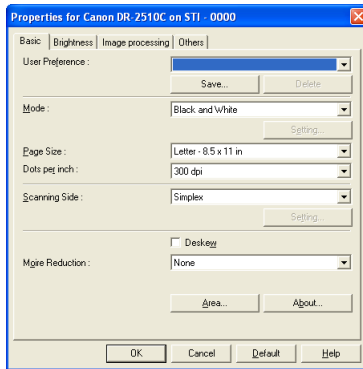 Properties for Canon DR-2510C on STI - 0000
Basic Brightness Image processing Others
User Preference :
Save... Delete
Mode : Black and White
Setting...
Page Size : Letter - 8.5 x 11 in
Dots per inch : 300 dpi
Scanning Side : Simplex
Setting...
Deskew
Moire Reduction : None
Area... About...
OK Cancel Default Help